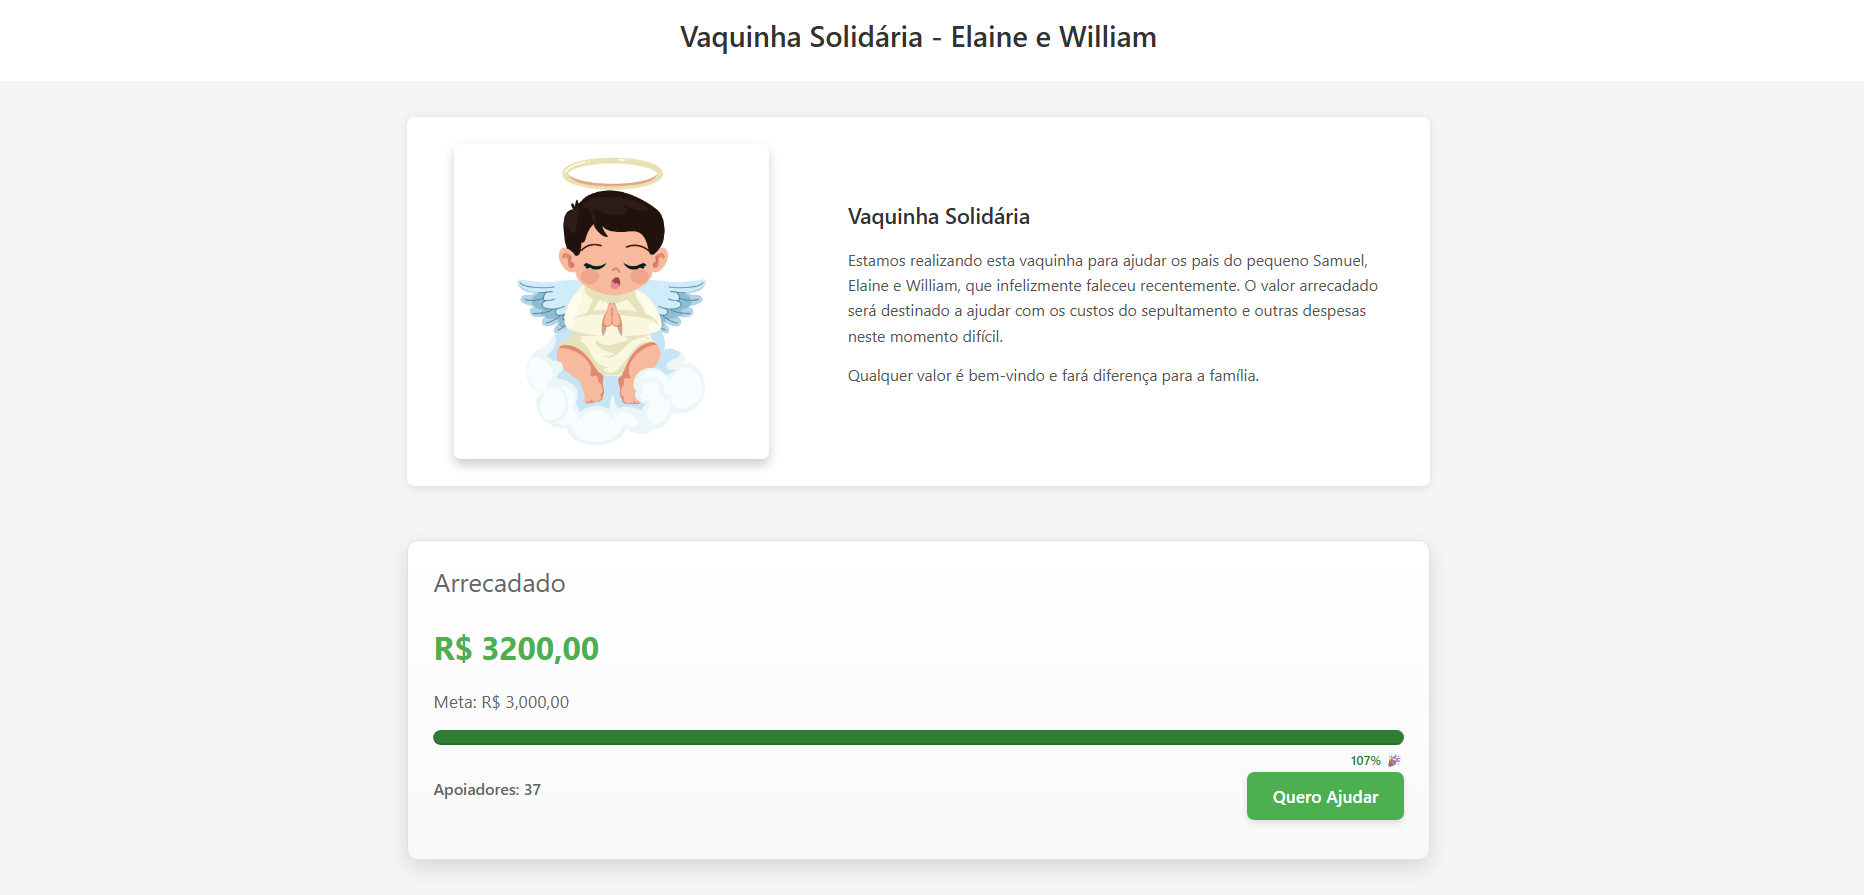 Vaquinha Solidária - Elaine e William
Vaquinha Solidária
Estamos realizando esta vaquinha para ajudar os pais do pequeno Samuel,
Elaine e William, que infelizmente faleceu recentemente. O valor arrecadado
será destinado a ajudar com os custos do sepultamento e outras despesas
neste momento difícil.
Qualquer valor é bem-vindo e fará diferença para a família.
Arrecadado
R$ 3200,00
Meta: R$ 3,000,00
107% 🎉
Apoiadores: 37
Quero Ajudar